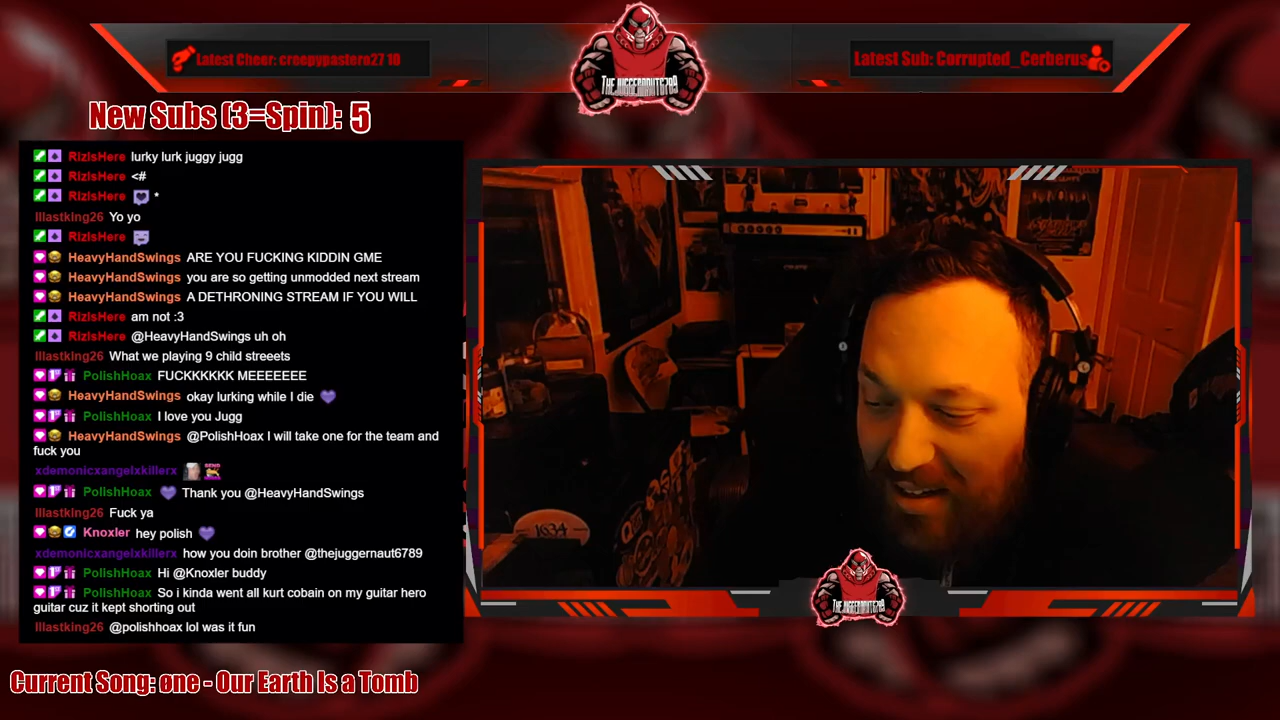 Latest Cheer: creepypastero27 10
THEJUGGERNAUT6789
Latest Sub: Corrupted_Cerberus
New Subs (3=Spin): 5
RizIsHere lurky lurk juggy jugg
RizIsHere <#
RizIsHere *
Illastking26 Yo yo
RizIsHere
HeavyHandSwings ARE YOU FUCKING KIDDIN GME
HeavyHandSwings you are so getting unmodded next stream
HeavyHandSwings A DETHRONING STREAM IF YOU WILL
RizIsHere am not :3
RizIsHere @HeavyHandSwings uh oh
Illastking26 What we playing 9 child streeets
PolishHoax FUCKKKKKK MEEEEEEE
HeavyHandSwings okay lurking while I die
PolishHoax I love you Jugg
HeavyHandSwings @PolishHoax I will take one for the team and
fuck you
xdemonicxangelxkillerx
PolishHoax Thank you @HeavyHandSwings
Illastking26 Fuck ya
Knoxler hey polish
xdemonicxangelxkillerx how you doin brother @thejuggernaut6789
PolishHoax Hi @Knoxler buddy
PolishHoax So i kinda went all kurt cobain on my guitar hero
guitar cuz it kept shorting out
Illastking26 @polishhoax lol was it fun
1634
THEJUGGERNAUT6789
Current Song: øne - Our Earth Is a Tomb